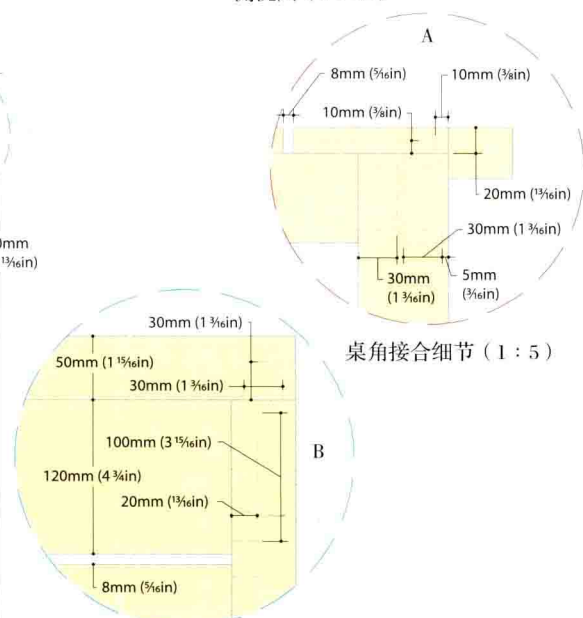 A
8mm (5/16in)
10mm (3/8in)
10mm (3/8in)
20mm (13/16in)
30mm (1 3/16in)
30mm
(1 3/16in)
5mm
(3/16in)
桌角接合细节（1：5）
mm
13/16in)
30mm (1 3/16in)
50mm (1 15/16in)
30mm (1 3/16in)
100mm (3 15/16in)
B
120mm (4 3/4in)
20mm (13/16in)
8mm (5/16in)